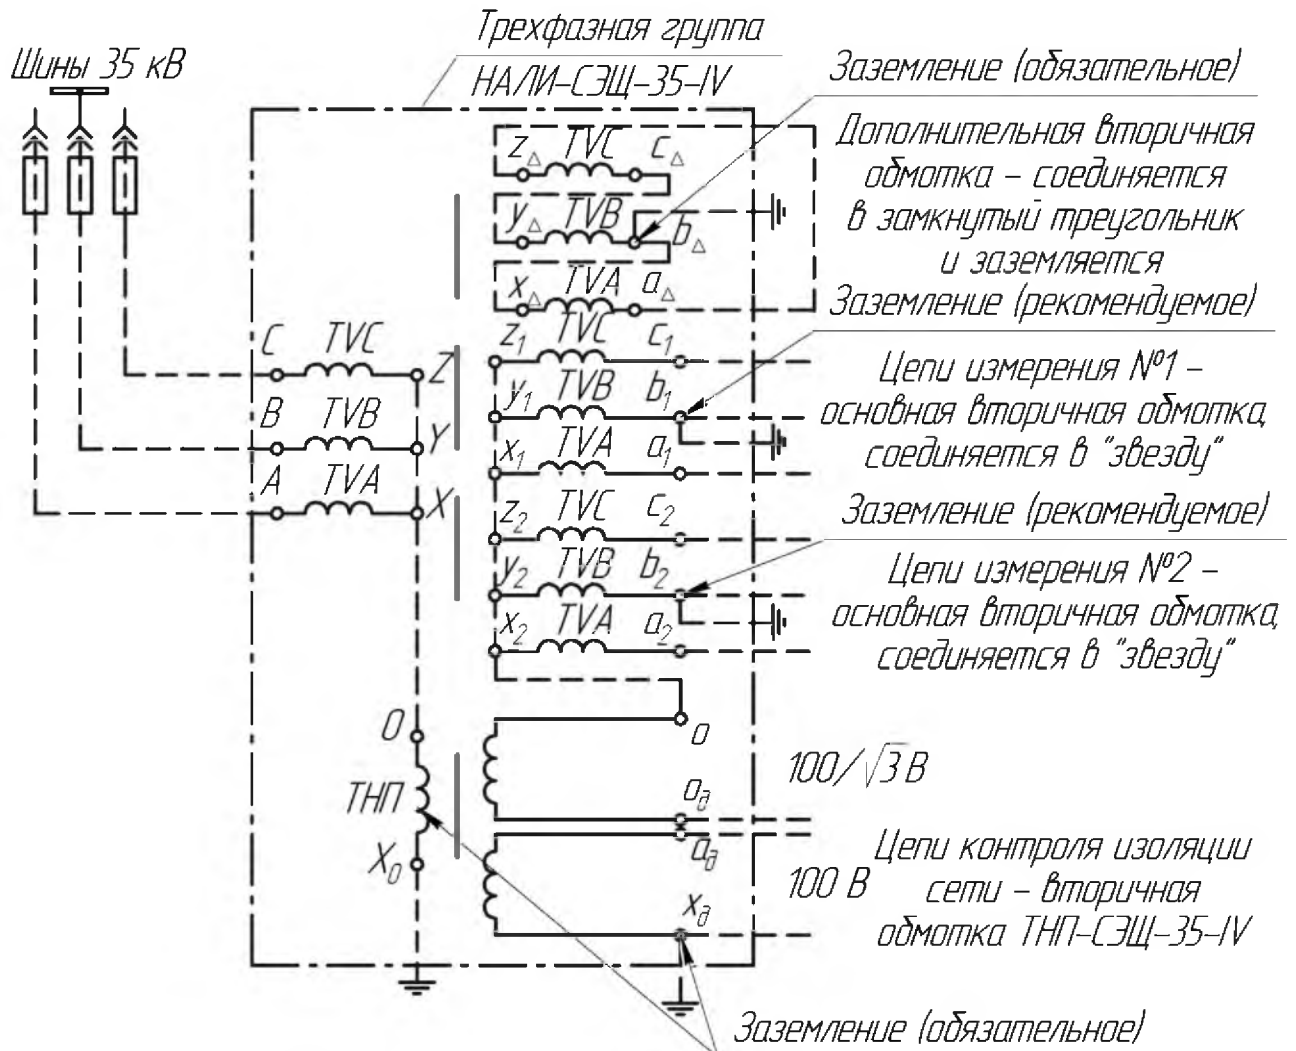 Трехфазная группа
НАЛИ-СЭЩ-35-IV
Шины 35 кВ
Заземление (обязательное)
Дополнительная вторичная
обмотка – соединяется
в замкнутый треугольник
и заземляется
z△ TVC c△
y△ TVB b△
x△ TVA a△
Заземление (рекомендуемое)
C TVC Z
B TVB Y
A TVA X
z1 TVC c1
y1 TVB b1
x1 TVA a1
Цепи измерения №1 –
основная вторичная обмотка,
соединяется в "звезду"
z2 TVC c2
y2 TVB b2
x2 TVA a2
Заземление (рекомендуемое)
Цепи измерения №2 –
основная вторичная обмотка,
соединяется в "звезду"
O
ТНП
X0
o
oд
100/√3 В
aд
xд
100 В
Цепи контроля изоляции
сети – вторичная
обмотка ТНП-СЭЩ-35-IV
Заземление (обязательное)